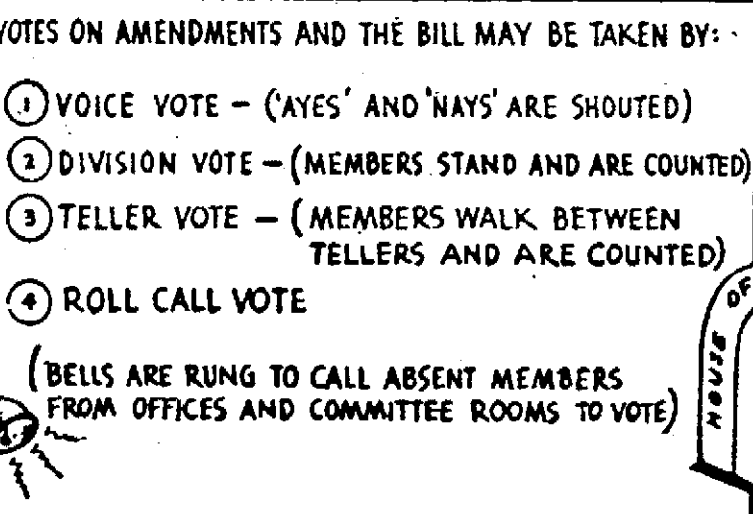 VOTES ON AMENDMENTS AND THE BILL MAY BE TAKEN BY:
1 VOICE VOTE – ('AYES' AND 'NAYS' ARE SHOUTED)
2 DIVISION VOTE – (MEMBERS STAND AND ARE COUNTED)
3 TELLER VOTE – (MEMBERS WALK BETWEEN
TELLERS AND ARE COUNTED)
4 ROLL CALL VOTE
(BELLS ARE RUNG TO CALL ABSENT MEMBERS
FROM OFFICES AND COMMITTEE ROOMS TO VOTE)
HOUSE OF